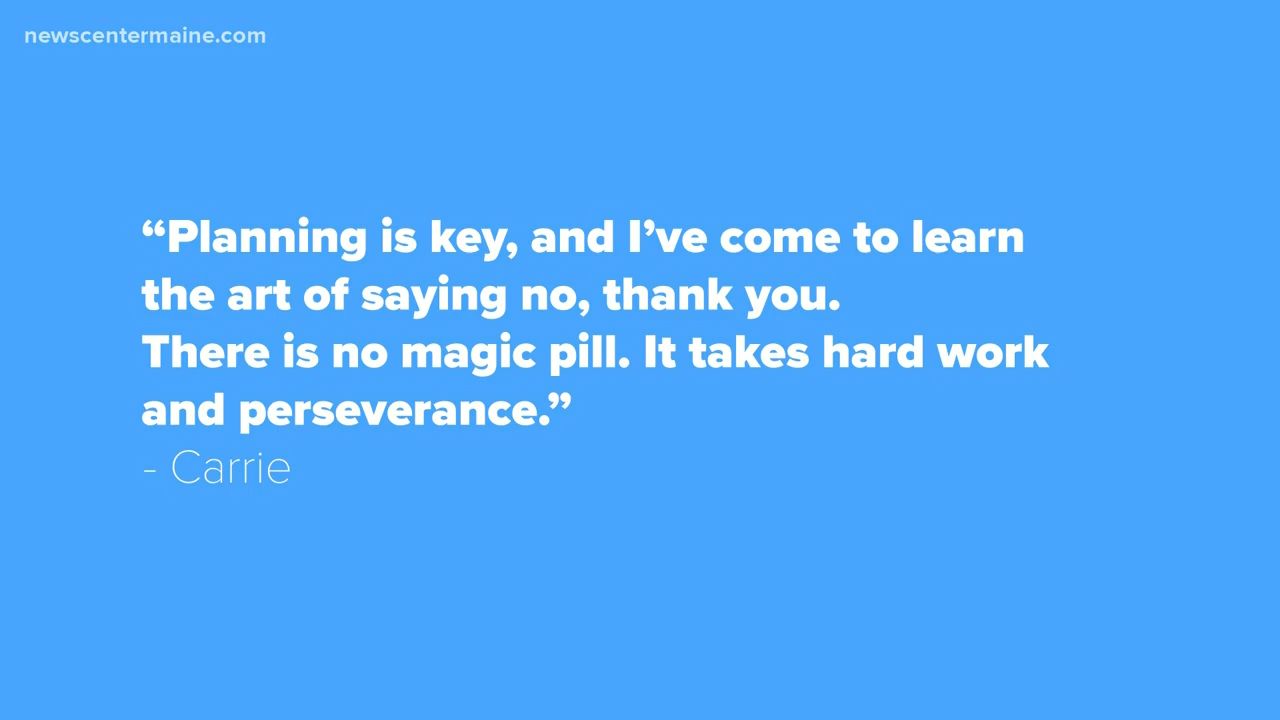 newscentermaine.com
“Planning is key, and I’ve come to learn
the art of saying no, thank you.
There is no magic pill. It takes hard work
and perseverance.”
- Carrie